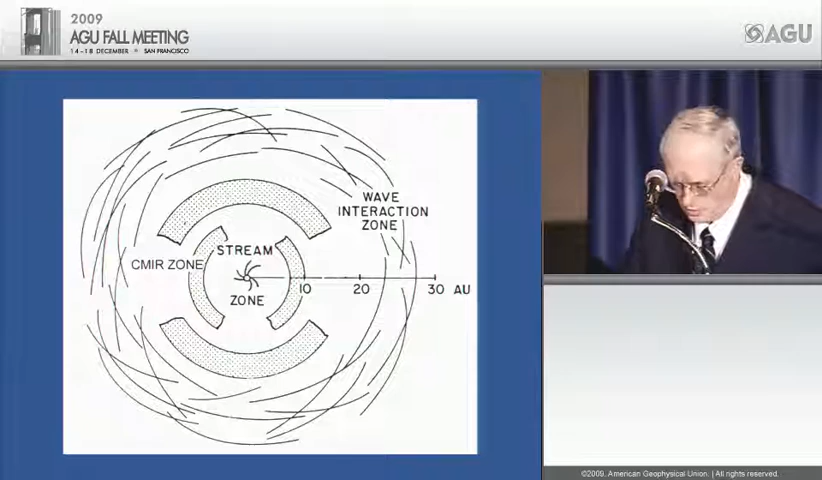 2009
AGU FALL MEETING
14-18 DECEMBER • SAN FRANCISCO
AGU
WAVE
INTERACTION
ZONE
STREAM
CMIR ZONE
ZONE
10
20
30 AU
©2009. American Geophysical Union. | All rights reserved.